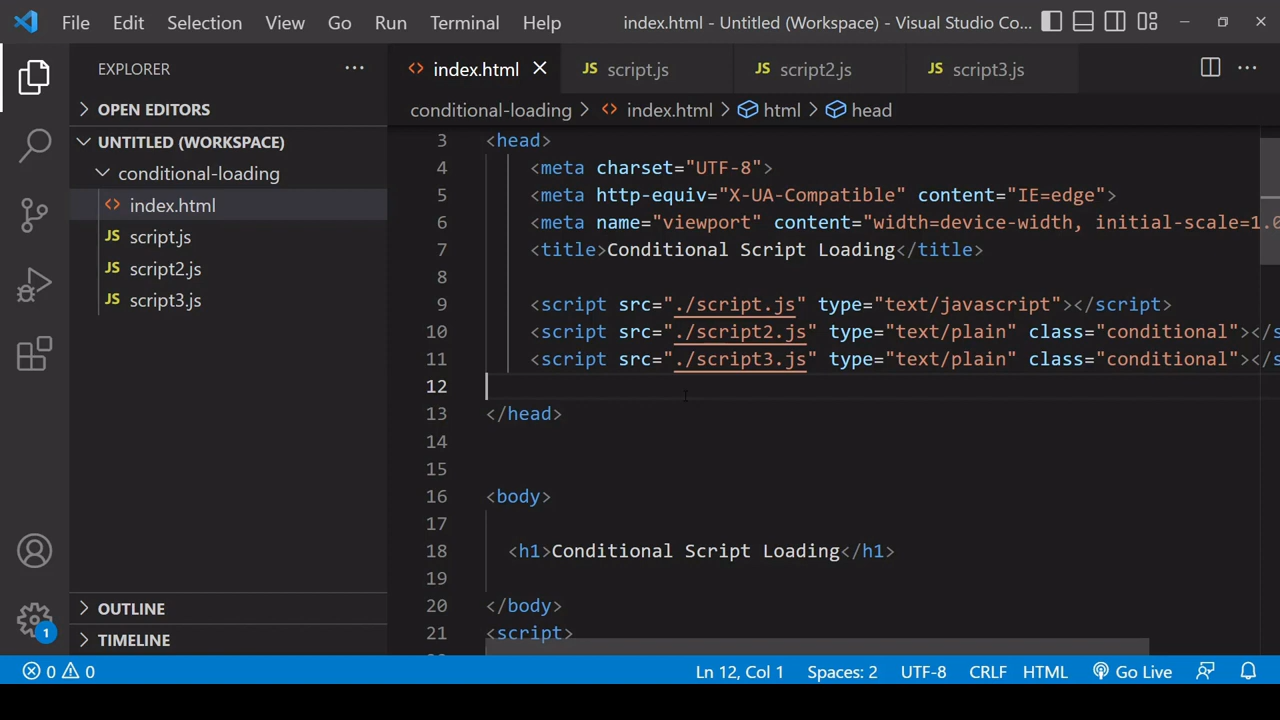 File Edit Selection View Go Run Terminal Help index.html - Untitled (Workspace) - Visual Studio Co...
EXPLORER
OPEN EDITORS
UNTITLED (WORKSPACE)
conditional-loading
index.html
script.js
script2.js
script3.js
OUTLINE
TIMELINE
1
index.html JS script.js JS script2.js JS script3.js
conditional-loading > index.html > html > head
3 <head>
4 <meta charset="UTF-8">
5 <meta http-equiv="X-UA-Compatible" content="IE=edge">
6 <meta name="viewport" content="width=device-width, initial-scale=1.0
7 <title>Conditional Script Loading</title>
8
9 <script src="./script.js" type="text/javascript"></script>
10 <script src="./script2.js" type="text/plain" class="conditional"></s
11 <script src="./script3.js" type="text/plain" class="conditional"></s
12
13 </head>
14
15
16 <body>
17
18 <h1>Conditional Script Loading</h1>
19
20 </body>
21 <script>
0 0 Ln 12, Col 1 Spaces: 2 UTF-8 CRLF HTML Go Live